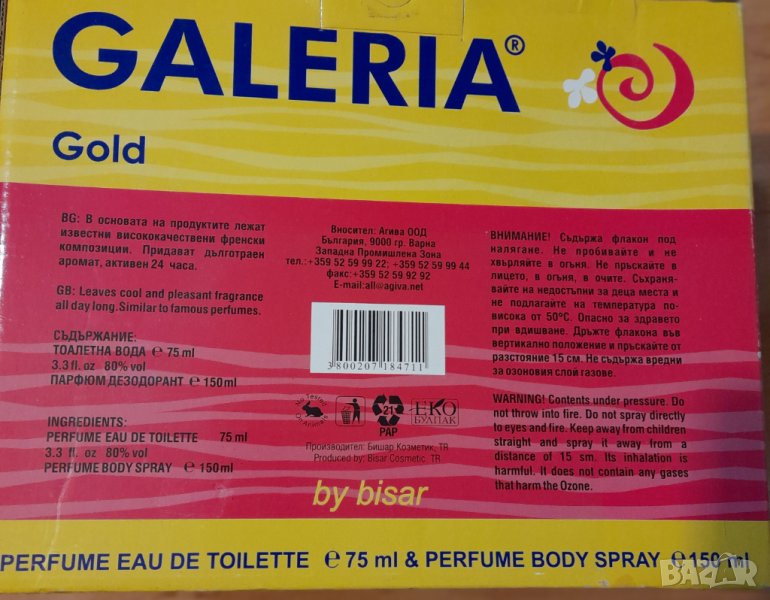 GALERIA®
Gold
BG: В основата на продуктите лежат
известни висококачествени френски
композиции. Придават дълготраен
аромат, активен 24 часа.
GB: Leaves cool and pleasant fragrance
all day long. Similar to famous perfumes.
СЪДЪРЖАНИЕ:
ТОАЛЕТНА ВОДА ℮ 75 ml
3.3 fl. oz 80% vol
ПАРФЮМ ДЕЗОДОРАНТ ℮ 150 ml
INGREDIENTS:
PERFUME EAU DE TOILETTE 75 ml
3.3 fl. oz 80% vol
PERFUME BODY SPRAY ℮ 150 ml
Вносител: Агива ООД
България, 9000 гр. Варна
Западна Промишлена Зона
тел.:+359 52 59 99 22; +359 52 59 99 44
факс:+359 52 59 92 92
E-mail:all@agiva.net
3800207184711
No Tested
On Animals
21
PAP
ЕКО
БУЛПАК
Производител: Бишар Козметик, TR
Produced by: Bisar Cosmetic, TR
by bisar
ВНИМАНИЕ! Съдържа флакон под
налягане. Не пробивайте и не
хвърляйте в огъня. Не пръскайте в
лицето, в огъня, в очите. Съхраня-
вайте на недостъпни за деца места и
не подлагайте на температура по-
висока от 50°C. Опасно за здравето
при вдишване. Дръжте флакона във
вертикално положение и пръскайте от
разстояние 15 см. Не съдържа вредни
за озоновия слой газове.
WARNING! Contents under pressure. Do
not throw into fire. Do not spray directly
to eyes and fire. Keep away from children
straight and spray it away from a
distance of 15 sm. Its inhalation is
harmful. It does not contain any gases
that harm the Ozone.
PERFUME EAU DE TOILETTE ℮ 75 ml & PERFUME BODY SPRAY ℮ 150 ml
BAZAR